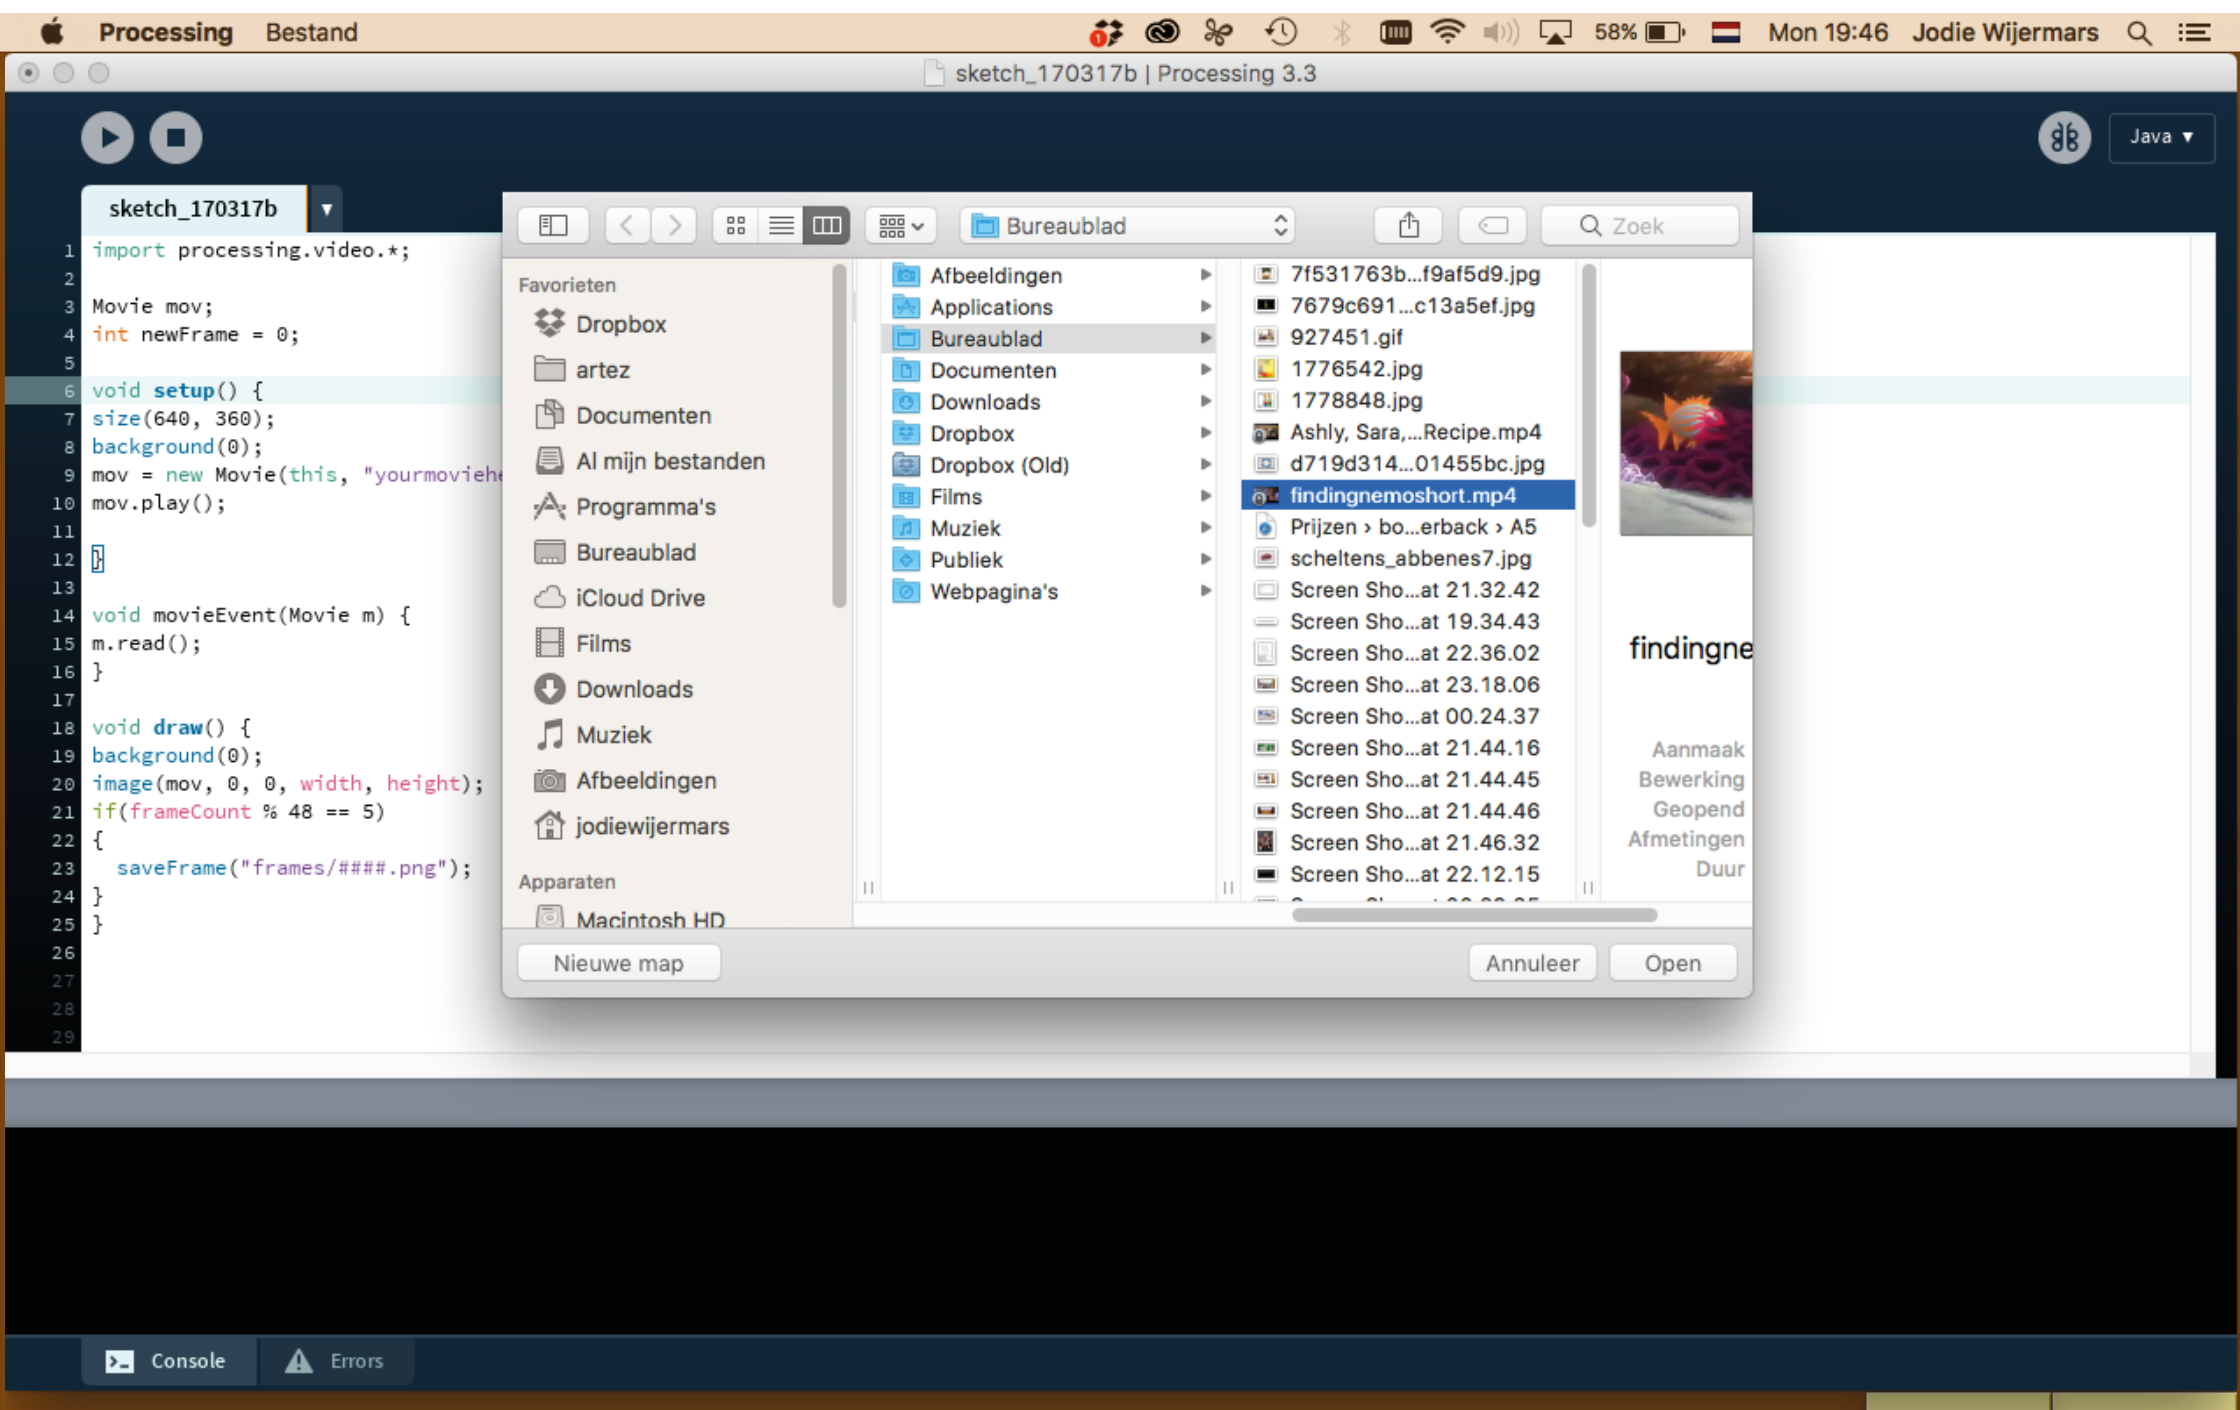 Processing Bestand 1 58% Mon 19:46 Jodie Wijermars
sketch_170317b | Processing 3.3
Java ▼
sketch_170317b ▼
1 import processing.video.*;
2
3 Movie mov;
4 int newFrame = 0;
5
6 void setup() {
7 size(640, 360);
8 background(0);
9 mov = new Movie(this, "yourmoviehe
10 mov.play();
11
12 }
13
14 void movieEvent(Movie m) {
15 m.read();
16 }
17
18 void draw() {
19 background(0);
20 image(mov, 0, 0, width, height);
21 if(frameCount % 48 == 5)
22 {
23 saveFrame("frames/####.png");
24 }
25 }
26
27
28
29
Bureaublad
Zoek
Favorieten
Dropbox
artez
Documenten
Al mijn bestanden
Programma's
Bureaublad
iCloud Drive
Films
Downloads
Muziek
Afbeeldingen
jodiewijermars
Apparaten
Macintosh HD
Afbeeldingen
Applications
Bureaublad
Documenten
Downloads
Dropbox
Dropbox (Old)
Films
Muziek
Publiek
Webpagina's
7f531763b...f9af5d9.jpg
7679c691...c13a5ef.jpg
927451.gif
1776542.jpg
1778848.jpg
Ashly, Sara,...Recipe.mp4
d719d314...01455bc.jpg
findingnemoshort.mp4
Prijzen › bo...erback › A5
scheltens_abbenes7.jpg
Screen Sho...at 21.32.42
Screen Sho...at 19.34.43
Screen Sho...at 22.36.02
Screen Sho...at 23.18.06
Screen Sho...at 00.24.37
Screen Sho...at 21.44.16
Screen Sho...at 21.44.45
Screen Sho...at 21.44.46
Screen Sho...at 21.46.32
Screen Sho...at 22.12.15
findingne
Aanmaak
Bewerking
Geopend
Afmetingen
Duur
Nieuwe map
Annuleer
Open
Console
Errors